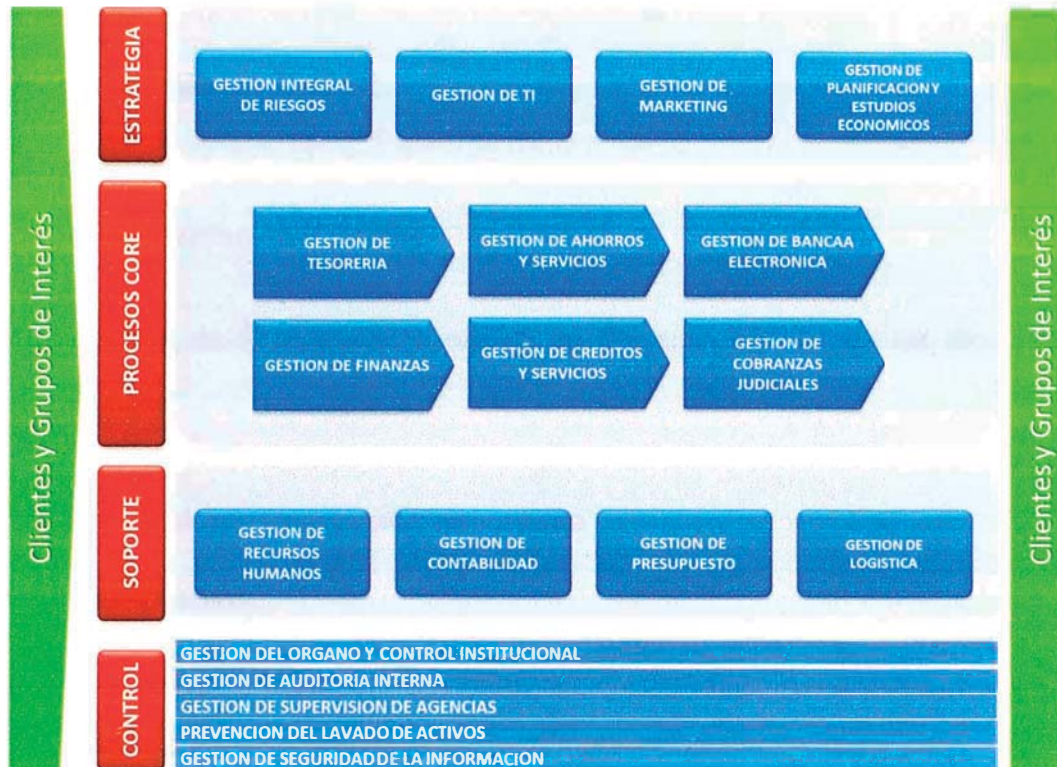 Clientes y Grupos de Interés
ESTRATEGIA
GESTION INTEGRAL
DE RIESGOS
GESTION DE TI
GESTION DE
MARKETING
GESTION DE
PLANIFICACION Y
ESTUDIOS
ECONOMICOS
PROCESOS CORE
GESTION DE
TESORERIA
GESTION DE AHORROS
Y SERVICIOS
GESTION DE BANCAA
ELECTRONICA
GESTION DE FINANZAS
GESTIÓN DE CREDITOS
Y SERVICIOS
GESTION DE
COBRANZAS
JUDICIALES
SOPORTE
GESTION DE
RECURSOS
HUMANOS
GESTION DE
CONTABILIDAD
GESTION DE
PRESUPUESTO
GESTION DE
LOGISTICA
CONTROL
GESTION DEL ORGANO Y CONTROL INSTITUCIONAL
GESTION DE AUDITORIA INTERNA
GESTION DE SUPERVISION DE AGENCIAS
PREVENCION DEL LAVADO DE ACTIVOS
GESTION DE SEGURIDAD DE LA INFORMACION
Clientes y Grupos de Interés